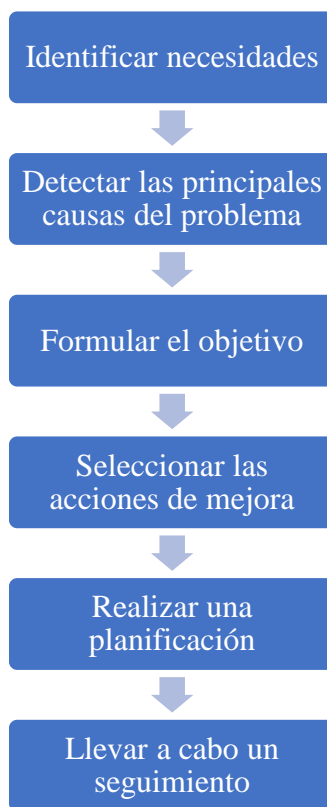 Identificar necesidades
Detectar las principales
causas del problema
Formular el objetivo
Seleccionar las
acciones de mejora
Realizar una
planificación
Llevar a cabo un
seguimiento